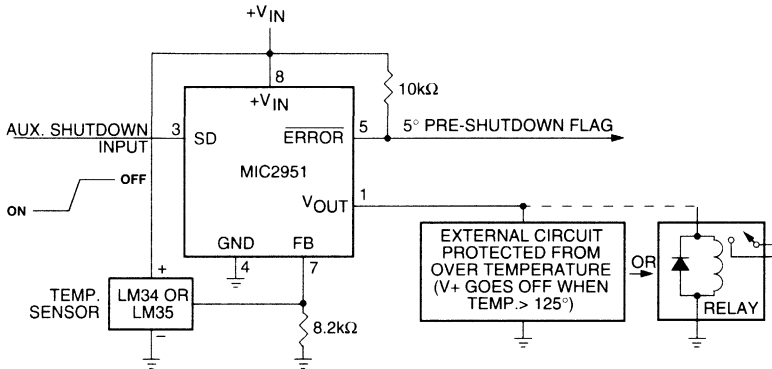 +VIN
8
+VIN
10kΩ
AUX. SHUTDOWN
INPUT
3
SD
ERROR
5
5° PRE-SHUTDOWN FLAG
MIC2951
ON
OFF
VOUT
1
GND
FB
4
7
EXTERNAL CIRCUIT
PROTECTED FROM
OVER TEMPERATURE
(V+ GOES OFF WHEN
TEMP.> 125°)
OR
RELAY
+
TEMP.
SENSOR
LM34 OR
LM35
–
8.2kΩ